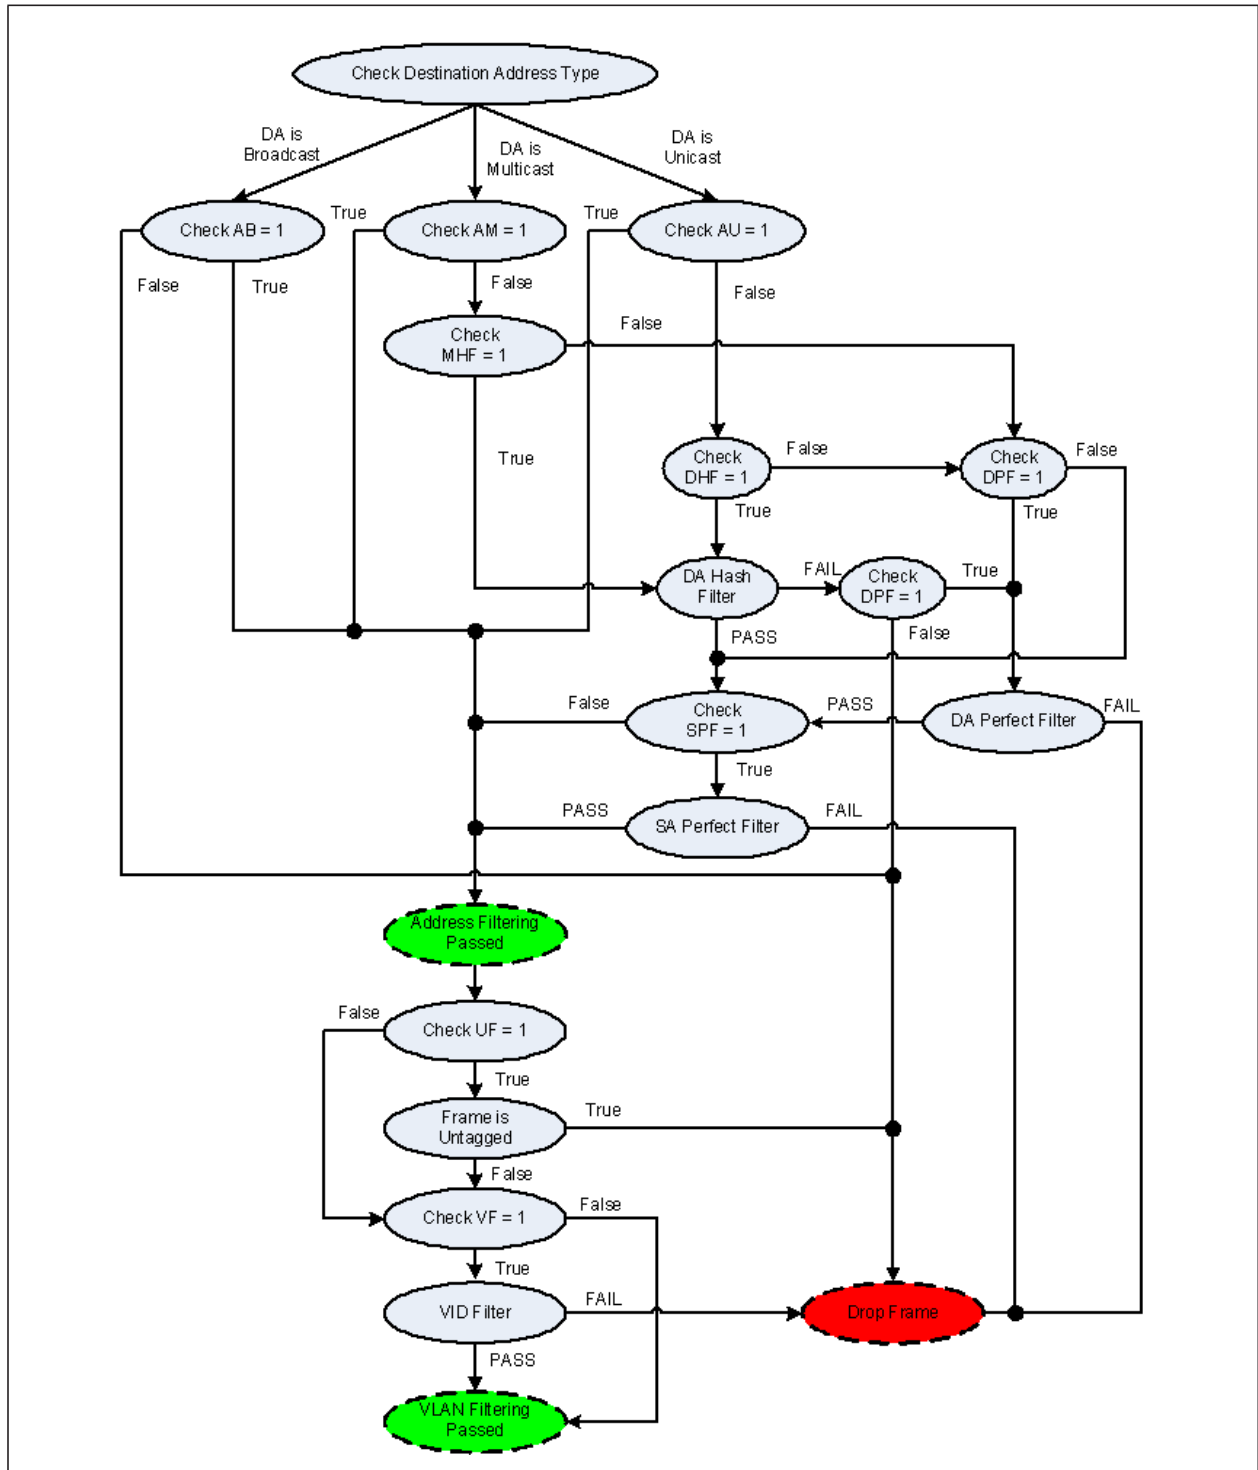 Check Destination Address Type
DA is
Broadcast
DA is
Multicast
DA is
Unicast
Check AB = 1
True
Check AM = 1
True
Check AU = 1
False
True
False
False
Check
MHF = 1
False
True
Check
DHF = 1
False
Check
DPF = 1
False
True
True
DA Hash
Filter
FAIL
Check
DPF = 1
True
PASS
False
False
Check
SPF = 1
PASS
DA Perfect Filter
FAIL
True
PASS
SA Perfect Filter
FAIL
Address Filtering
Passed
False
Check UF = 1
True
Frame is
Untagged
True
False
Check VF = 1
False
True
VID Filter
FAIL
Drop Frame
PASS
VLAN Filtering
Passed